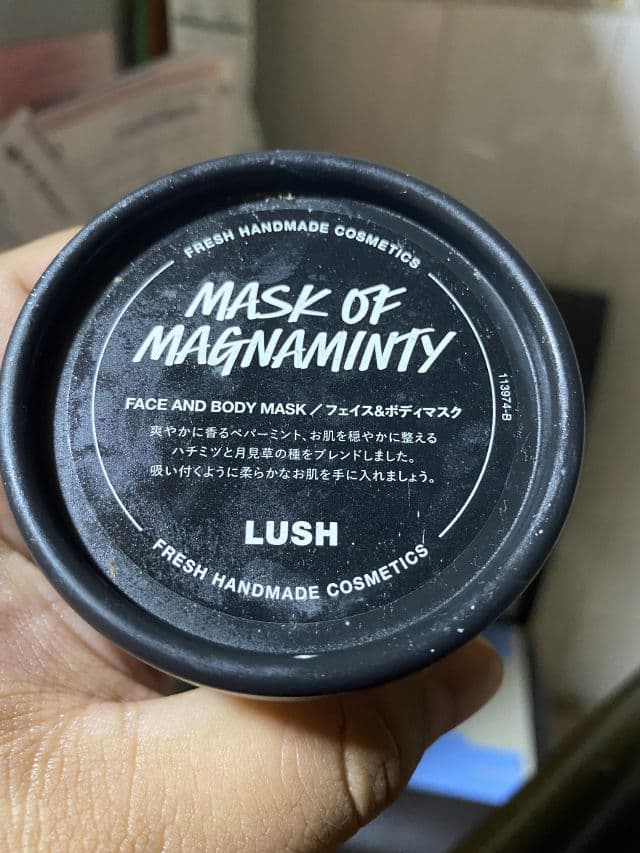 FRESH HANDMADE COSMETICS
MASK OF
MAGNAMINTY
FACE AND BODY MASK / フェイス&ボディマスク
爽やかに香るペパーミント、お肌を穏やかに整える
ハチミツと月見草の種をブレンドしました。
吸い付くように柔らかなお肌を手に入れましょう。
LUSH
FRESH HANDMADE COSMETICS
113974-B